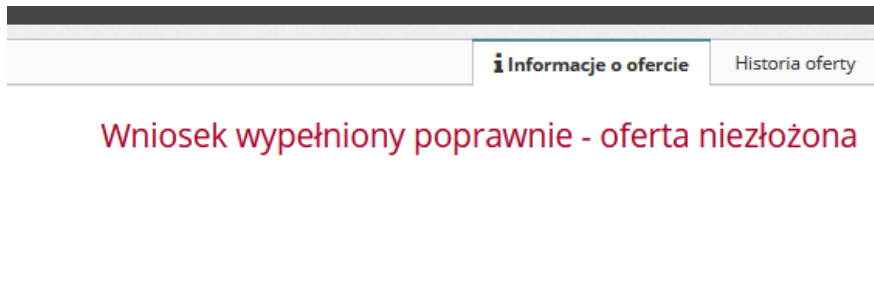 i Informacje o ofercie
Historia oferty
Wniosek wypełniony poprawnie - oferta niezłożona